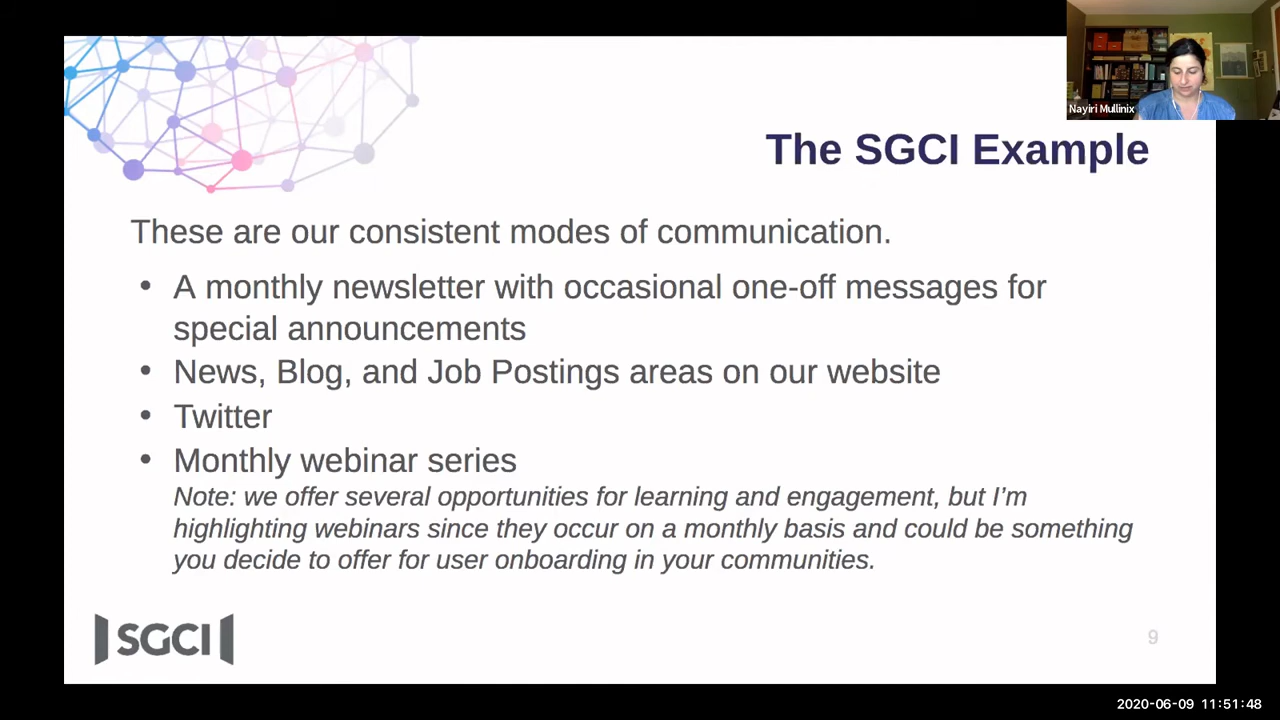 Nayiri Mullinix
The SGCI Example
These are our consistent modes of communication.
• A monthly newsletter with occasional one-off messages for
special announcements
• News, Blog, and Job Postings areas on our website
• Twitter
• Monthly webinar series
Note: we offer several opportunities for learning and engagement, but I’m
highlighting webinars since they occur on a monthly basis and could be something
you decide to offer for user onboarding in your communities.
SGCI
9
2020-06-09 11:51:48